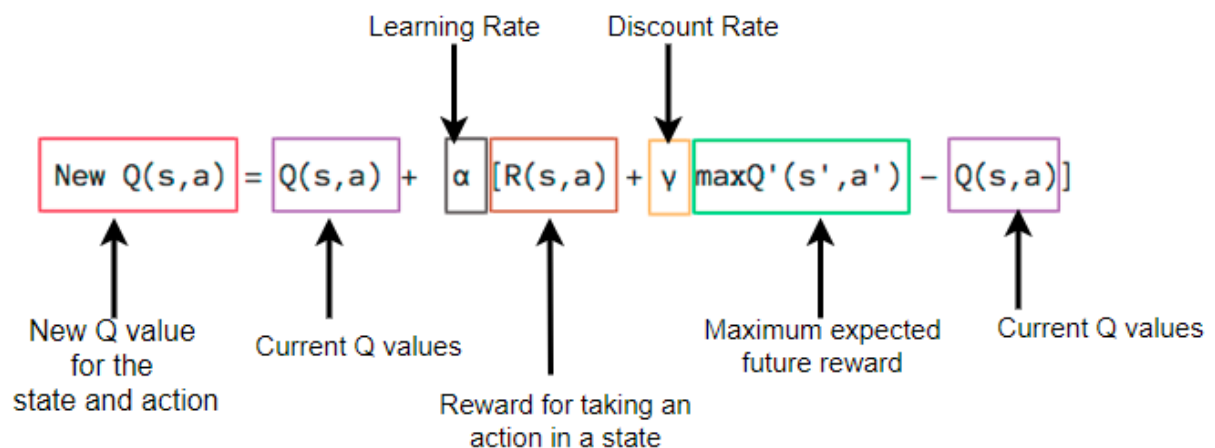 Learning Rate
Discount Rate
New Q(s,a) = Q(s,a) + α [R(s,a) + γ maxQ'(s',a') − Q(s,a)]
New Q value
for the
state and action
Current Q values
Reward for taking an
action in a state
Maximum expected
future reward
Current Q values